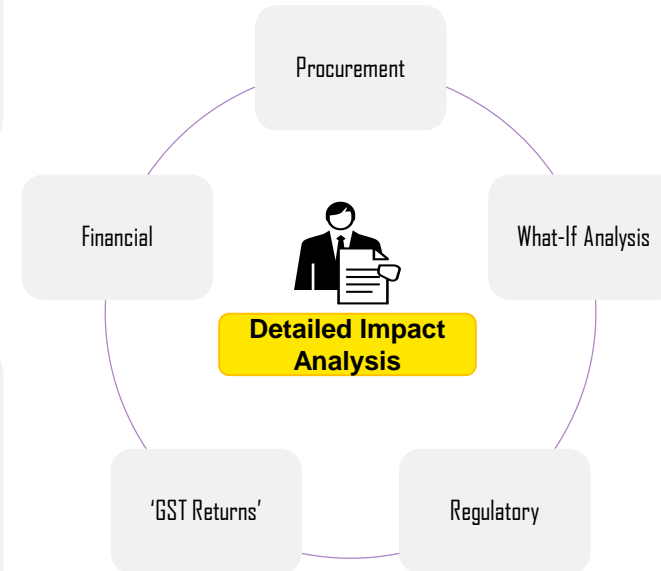 Procurement
Financial
What-If Analysis
Detailed Impact
Analysis
‘GST Returns’
Regulatory